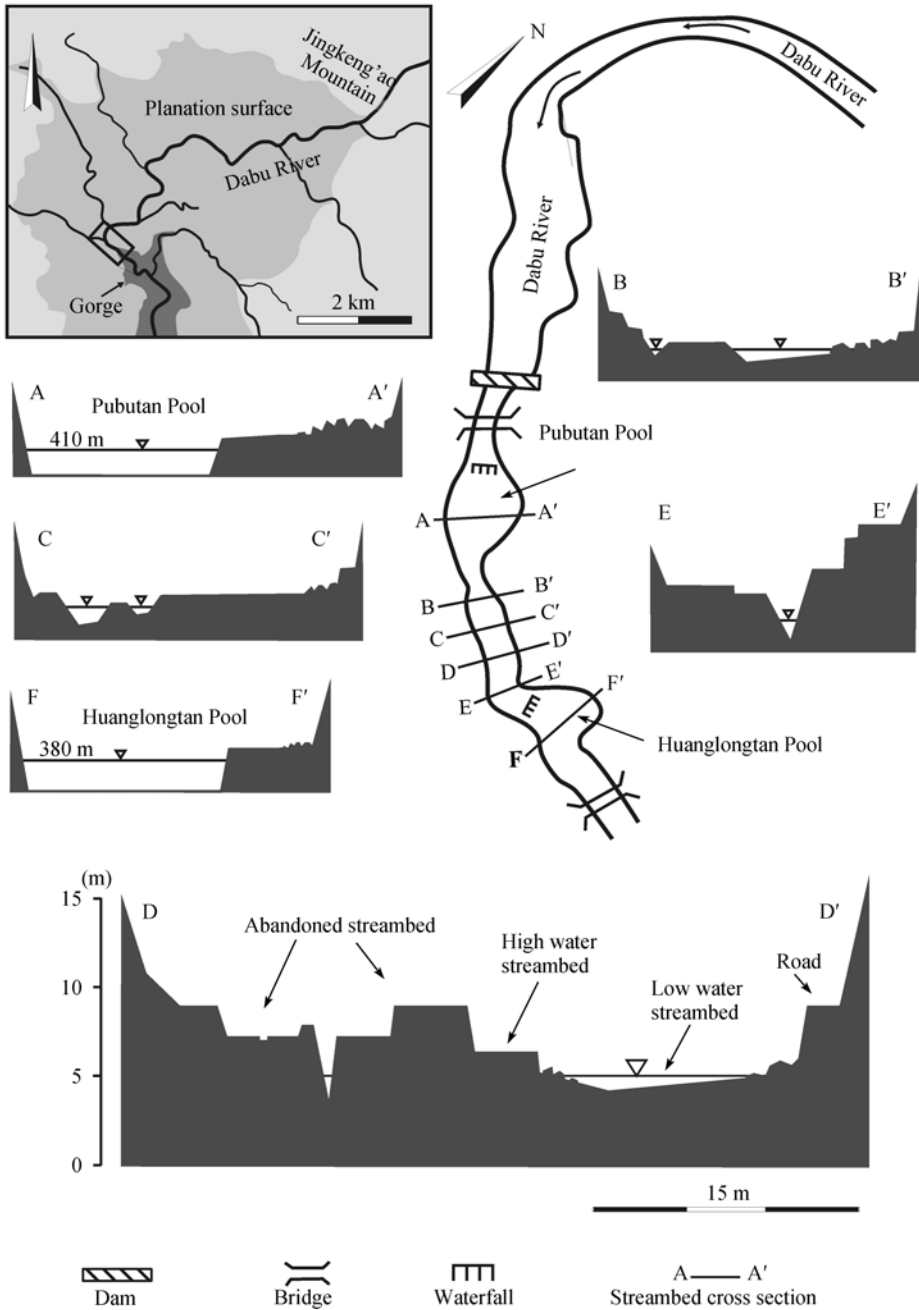 Jingkeng'ao
Mountain
Planation surface
Dabu River
Gorge
2 km
N
Dabu River
Dabu River
B
B′
A
A′
Pubutan Pool
410 m
Pubutan Pool
A
A′
C
C′
B
B′
C
C′
D
D′
E
E′
E
E′
F
F′
Huanglongtan Pool
380 m
F′
F
Huanglongtan Pool
(m)
15
10
5
0
D
D′
Abandoned streambed
High water
streambed
Low water
streambed
Road
15 m
Dam
Bridge
Waterfall
A
A′
Streambed cross section